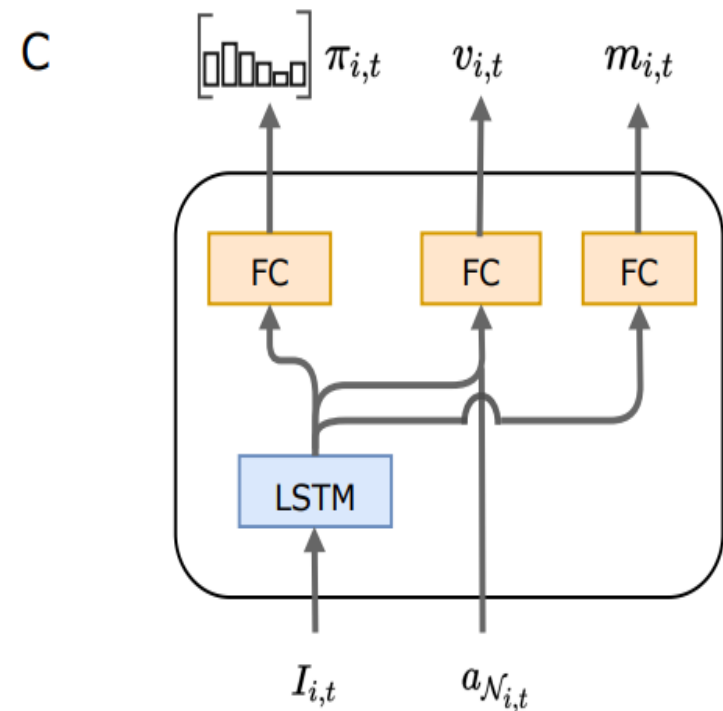 C π_{i,t} v_{i,t} m_{i,t}
FC FC FC
LSTM
I_{i,t} a_{𝒩_{i,t}}